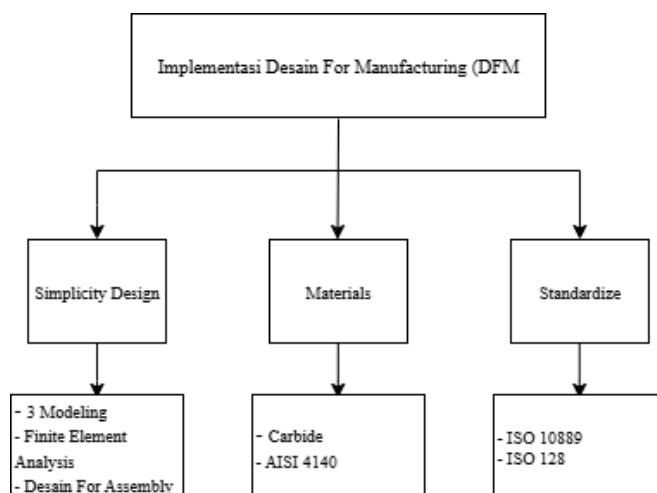 Implementasi Desain For Manufacturing (DFM
Simplicity Design
Materials
Standardize
- 3 Modeling
- Finite Element
Analysis
- Desain For Assembly
- Carbide
- AISI 4140
- ISO 10889
- ISO 128